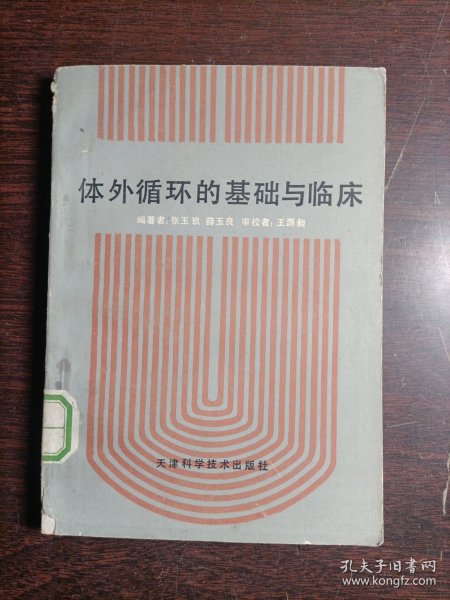 体外循环的基础与临床
编著者：张玉玖 薛玉良 审校者：王源昶
天津科学技术出版社
孔夫子旧书网
www.kongfz.com